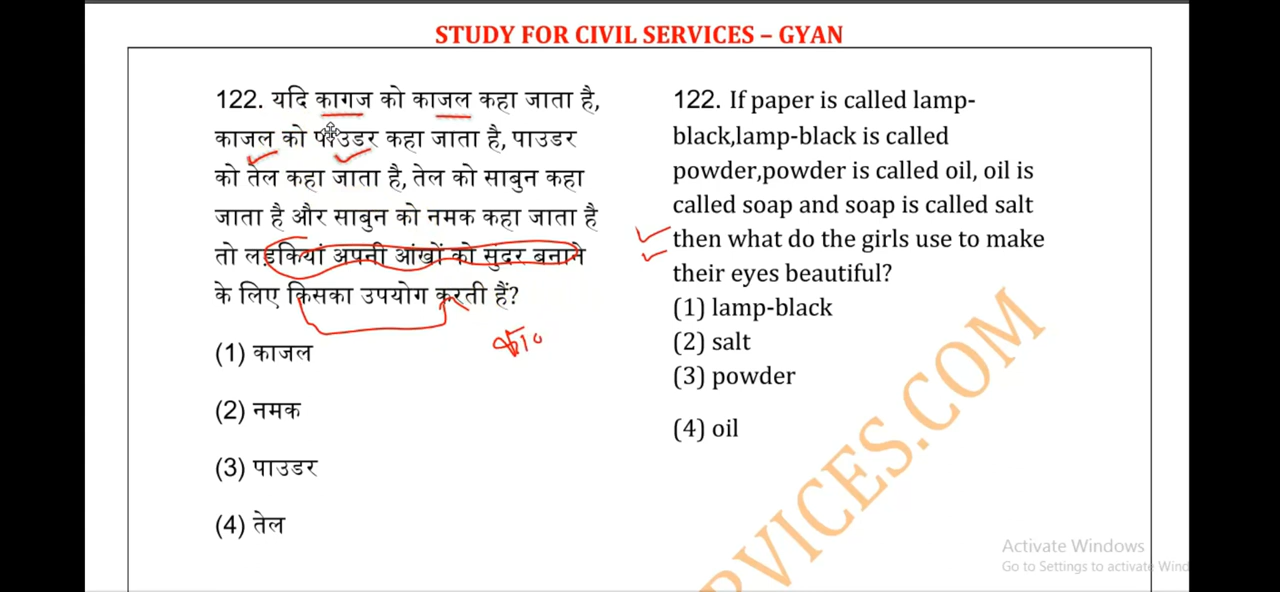 STUDY FOR CIVIL SERVICES – GYAN
122. यदि कागज को काजल कहा जाता है,
काजल को पाउडर कहा जाता है, पाउडर
को तेल कहा जाता है, तेल को साबुन कहा
जाता है और साबुन को नमक कहा जाता है
तो लड़कियां अपनी आंखों को सुंदर बनाने
के लिए किसका उपयोग करती हैं?
(1) काजल
(2) नमक
(3) पाउडर
(4) तेल
122. If paper is called lamp-
black,lamp-black is called
powder,powder is called oil, oil is
called soap and soap is called salt
then what do the girls use to make
their eyes beautiful?
(1) lamp-black
(2) salt
(3) powder
(4) oil
RVICES.COM
Activate Windows
Go to Settings to activate Wind